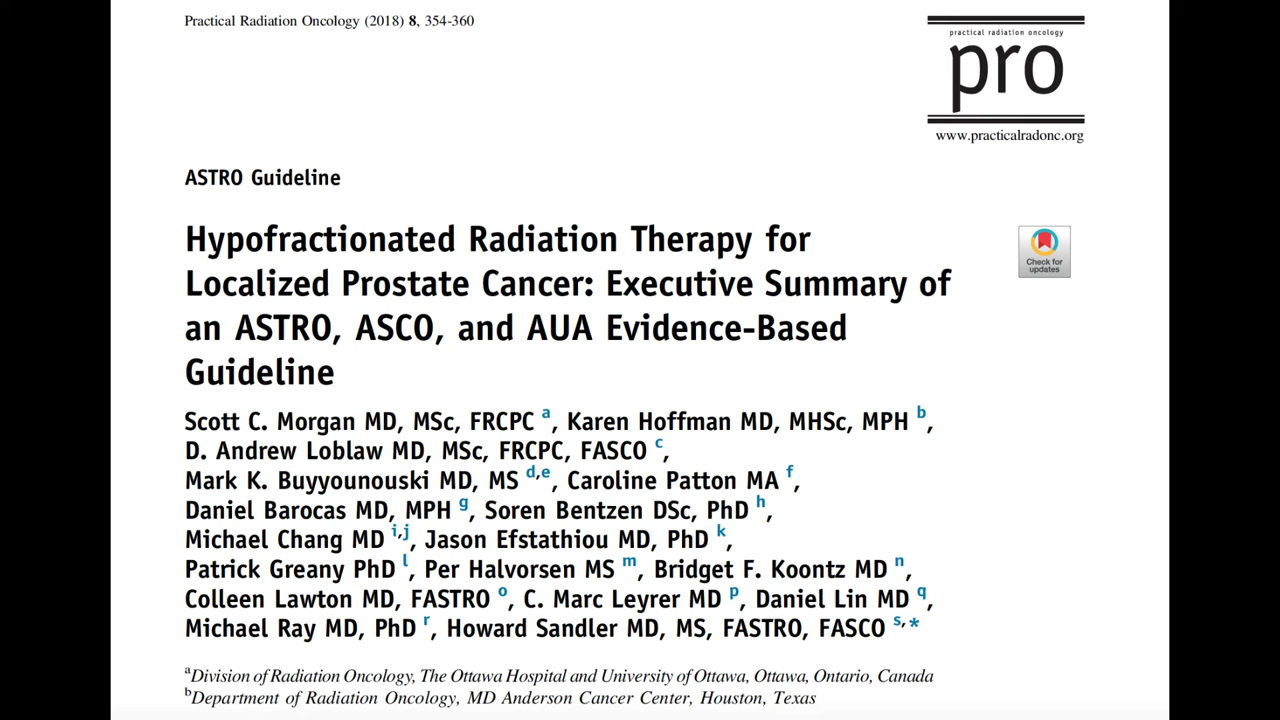 Practical Radiation Oncology (2018) 8, 354-360
practical radiation oncology
pro
www.practicalradonc.org
ASTRO Guideline
Hypofractionated Radiation Therapy for
Localized Prostate Cancer: Executive Summary of
an ASTRO, ASCO, and AUA Evidence-Based
Guideline
Check for
updates
Scott C. Morgan MD, MSc, FRCPC a, Karen Hoffman MD, MHSc, MPH b,
D. Andrew Loblaw MD, MSc, FRCPC, FASCO c,
Mark K. Buyyounouski MD, MS d,e, Caroline Patton MA f,
Daniel Barocas MD, MPH g, Soren Bentzen DSc, PhD h,
Michael Chang MD i,j, Jason Efstathiou MD, PhD k,
Patrick Greany PhD l, Per Halvorsen MS m, Bridget F. Koontz MD n,
Colleen Lawton MD, FASTRO o, C. Marc Leyrer MD p, Daniel Lin MD q,
Michael Ray MD, PhD r, Howard Sandler MD, MS, FASTRO, FASCO s,*
aDivision of Radiation Oncology, The Ottawa Hospital and University of Ottawa, Ottawa, Ontario, Canada
bDepartment of Radiation Oncology, MD Anderson Cancer Center, Houston, Texas